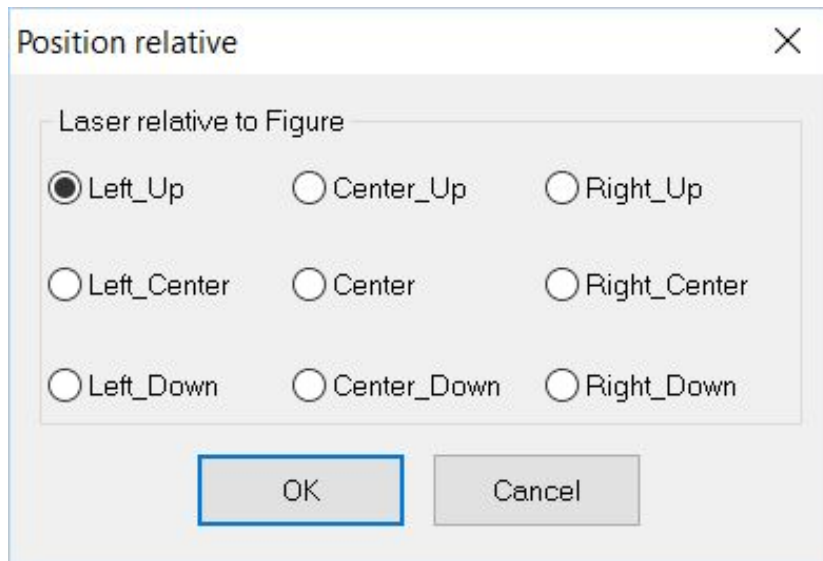 Position relative
Laser relative to Figure
Left_Up Center_Up Right_Up
Left_Center Center Right_Center
Left_Down Center_Down Right_Down
OK Cancel